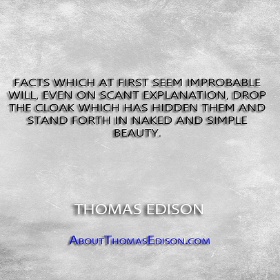 FACTS WHICH AT FIRST SEEM IMPROBABLE
WILL, EVEN ON SCANT EXPLANATION, DROP
THE CLOAK WHICH HAS HIDDEN THEM AND
STAND FORTH IN NAKED AND SIMPLE
BEAUTY.
THOMAS EDISON
ABOUTTHOMASEDISON.COM